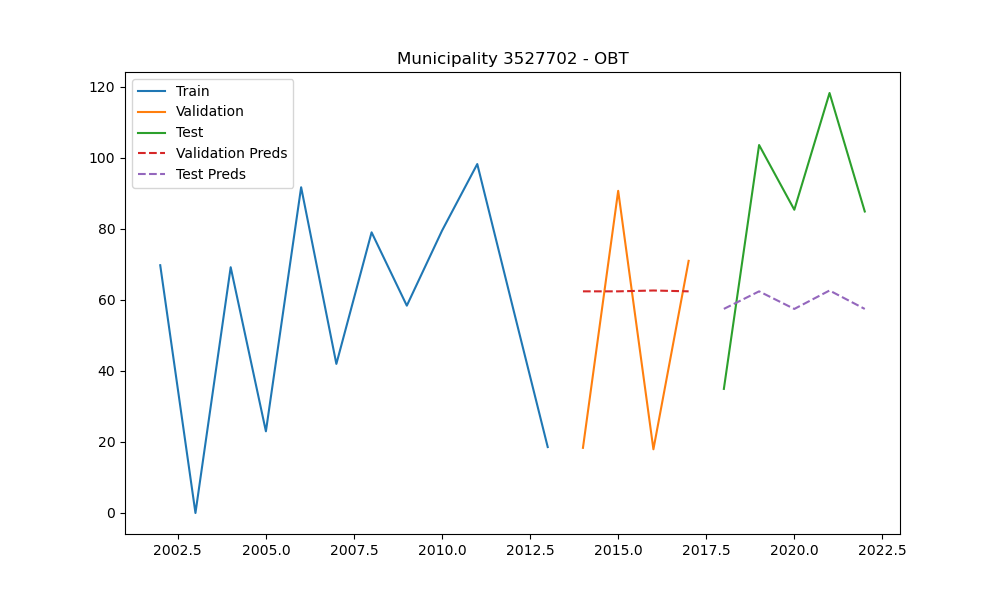 Municipality 3527702 - OBT
Train
Validation
Test
Validation Preds
Test Preds
120
100
80
60
40
20
0
2002.5 2005.0 2007.5 2010.0 2012.5 2015.0 2017.5 2020.0 2022.5